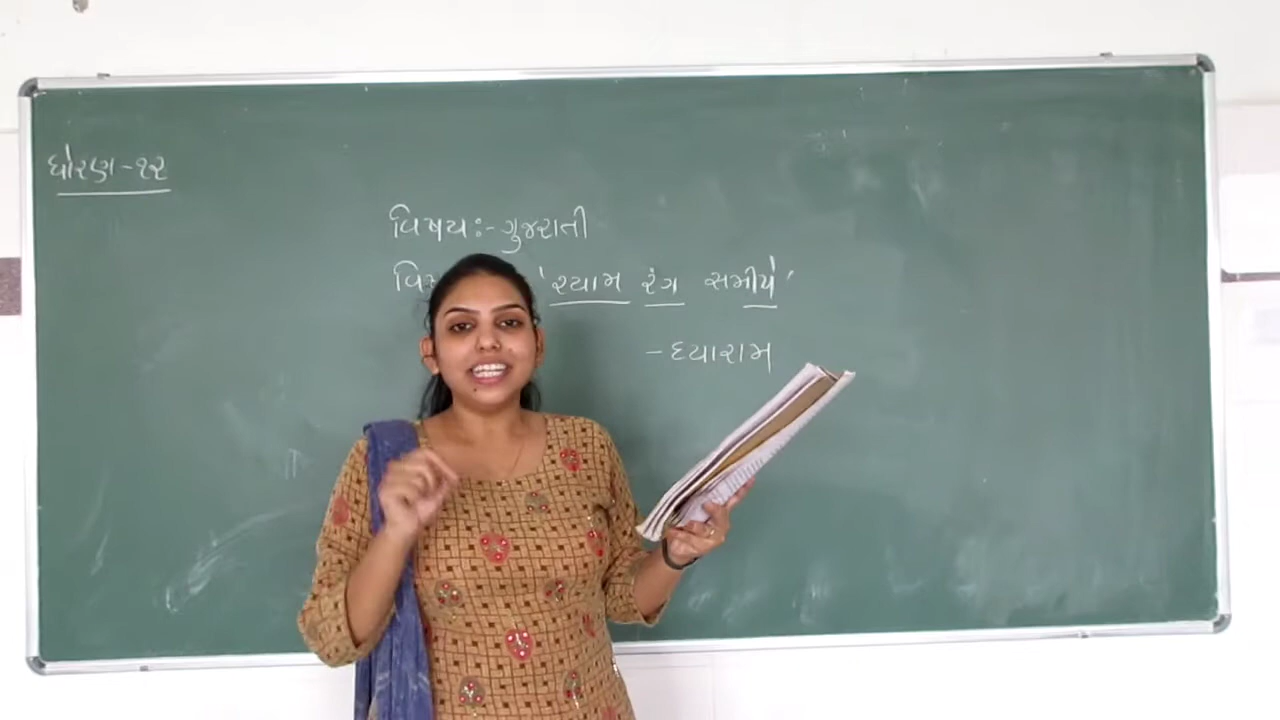 ધોરણ - ૧૨
વિષય :- ગુજરાતી
'શ્યામ રંગ સમીપે'
- દયારામ